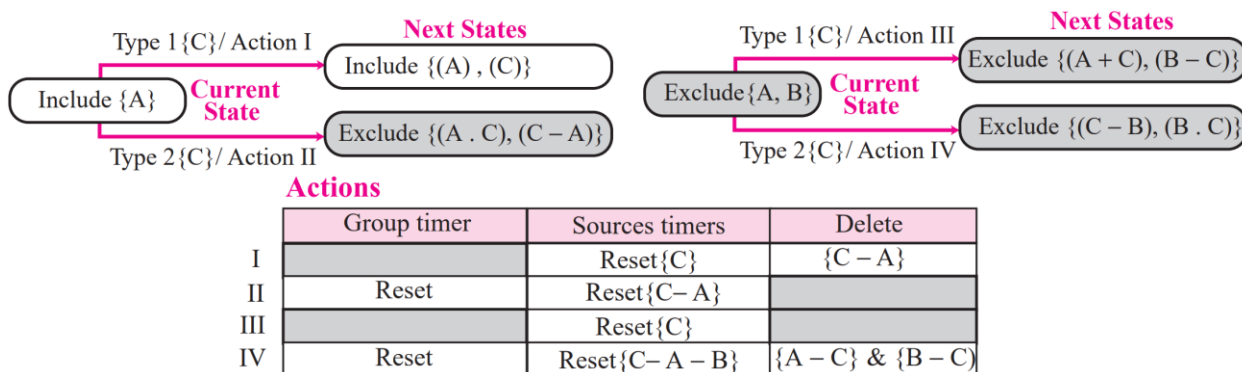 Type 1{C}/ Action I
Next States
Include {(A) , (C)}
Include {A}
Current State
Exclude {(A . C), (C – A)}
Type 2{C}/ Action II
Next States
Type 1{C}/ Action III
Exclude {(A + C), (B – C)}
Exclude{A, B}
Current State
Exclude {(C – B), (B . C)}
Type 2{C}/ Action IV
Actions
Group timer Sources timers Delete
I Reset{C} {C – A}
II Reset Reset{C– A}
III Reset{C}
IV Reset Reset{C– A – B} {A – C} & {B – C)